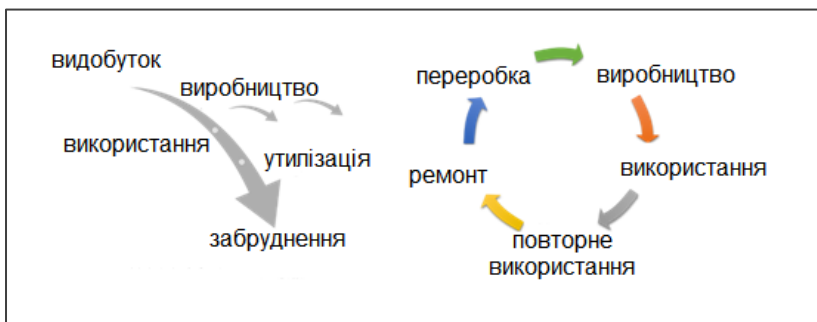 видобуток
виробництво
використання
утилізація
забруднення
переробка
виробництво
використання
повторне
використання
ремонт